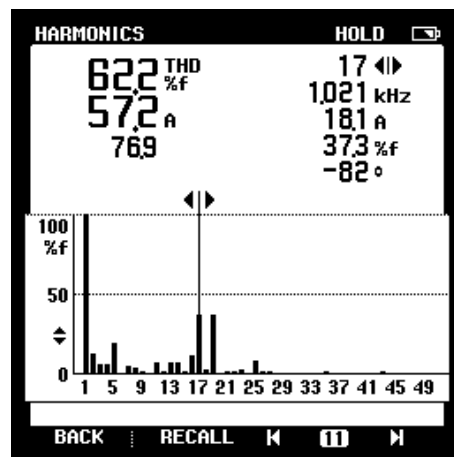 HARMONICS HOLD
62.2 THD %f
57.2 A
76.9
17
1.021 kHz
18.1 A
37.3 %f
-82 °
100
%f
50
0
1 5 9 13 17 21 25 29 33 37 41 45 49
BACK RECALL 11